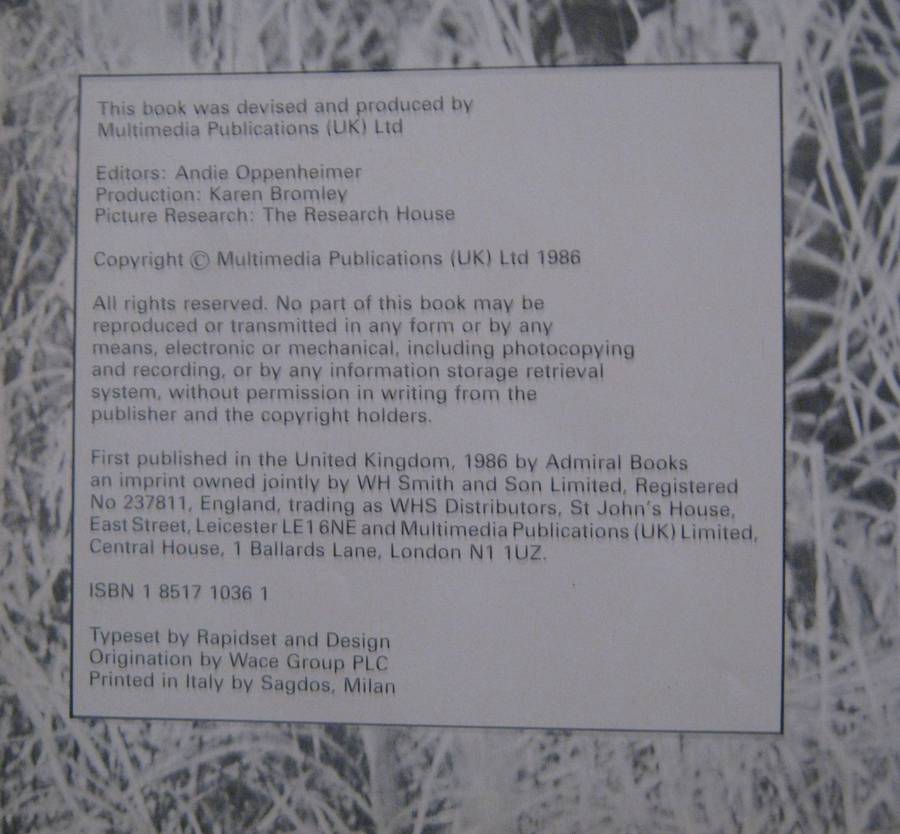 This book was devised and produced by
Multimedia Publications (UK) Ltd
Editors: Andie Oppenheimer
Production: Karen Bromley
Picture Research: The Research House
Copyright © Multimedia Publications (UK) Ltd 1986
All rights reserved. No part of this book may be
reproduced or transmitted in any form or by any
means, electronic or mechanical, including photocopying
and recording, or by any information storage retrieval
system, without permission in writing from the
publisher and the copyright holders.
First published in the United Kingdom, 1986 by Admiral Books
an imprint owned jointly by WH Smith and Son Limited, Registered
No 237811, England, trading as WHS Distributors, St John's House,
East Street, Leicester LE1 6NE and Multimedia Publications (UK) Limited,
Central House, 1 Ballards Lane, London N1 1UZ.
ISBN 1 8517 1036 1
Typeset by Rapidset and Design
Origination by Wace Group PLC
Printed in Italy by Sagdos, Milan